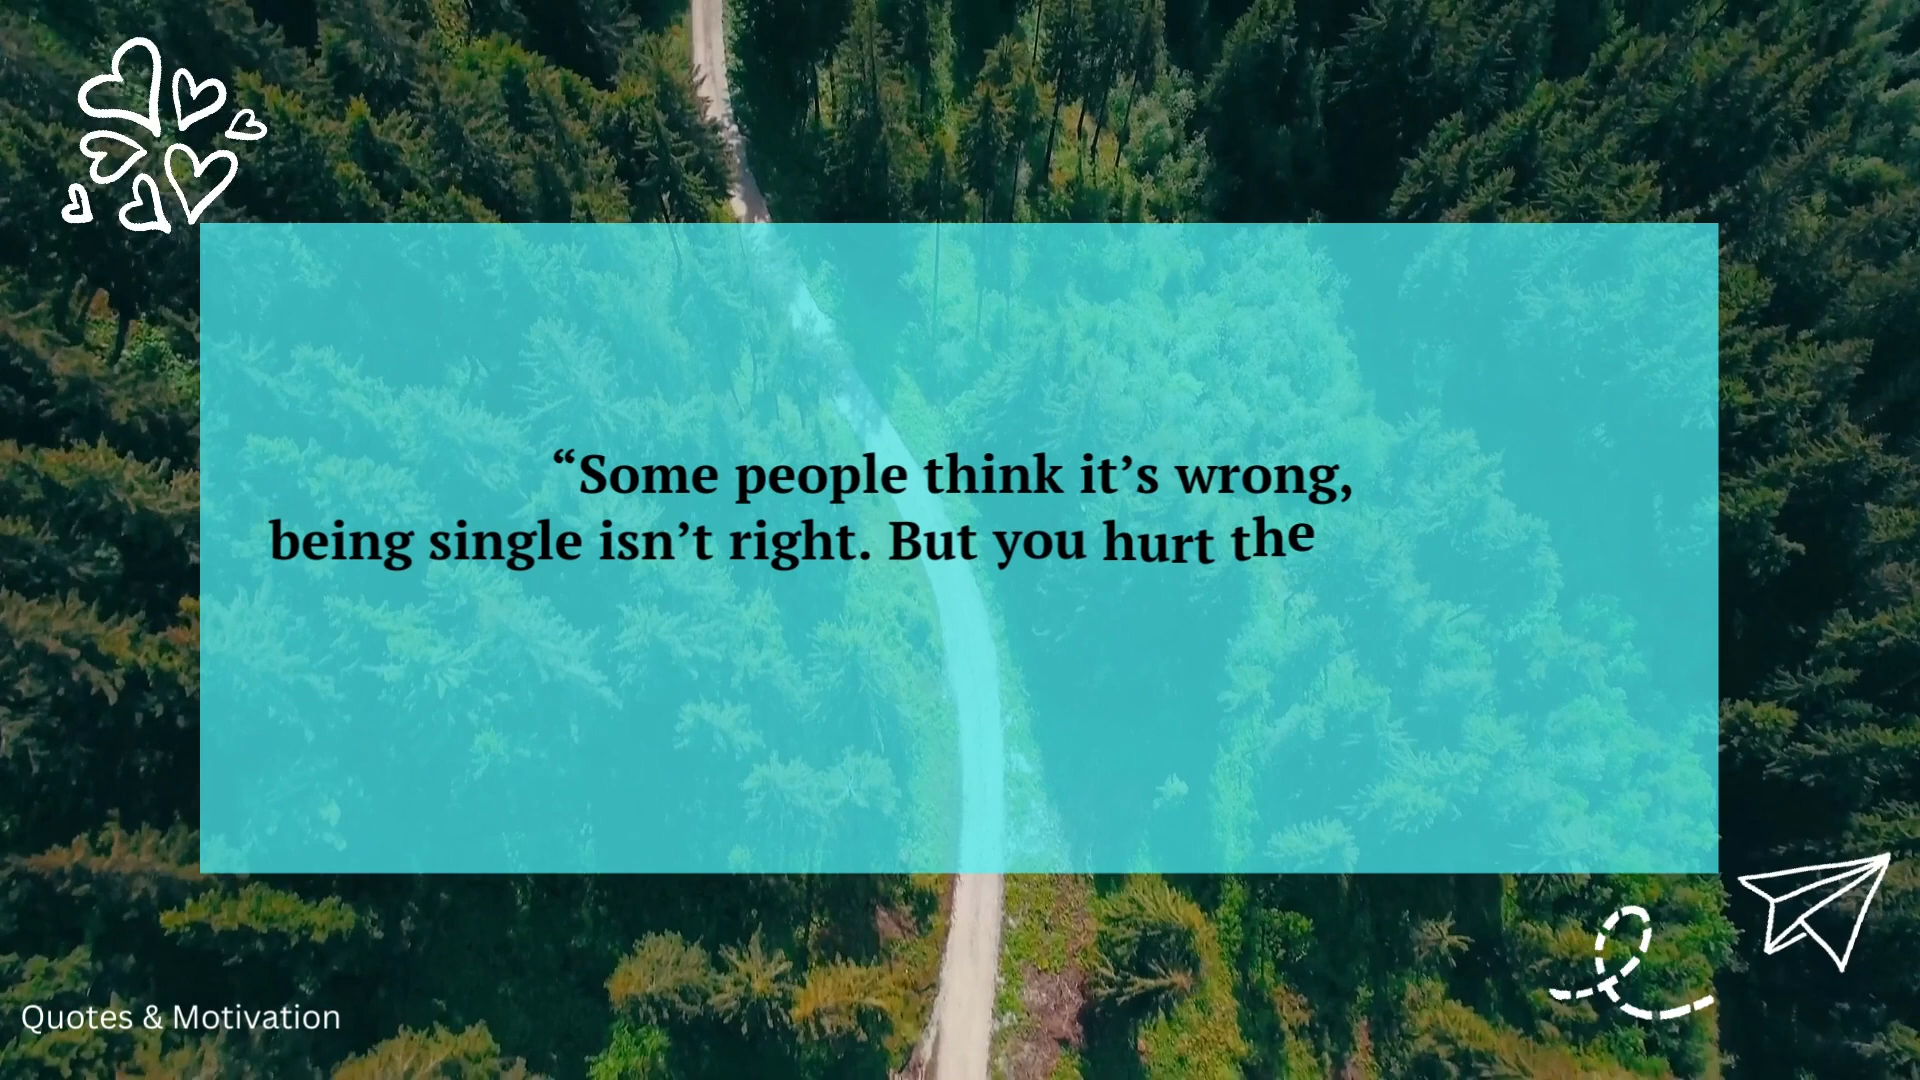 “Some people think it’s wrong,
being single isn’t right. But you hurt the
Quotes & Motivation